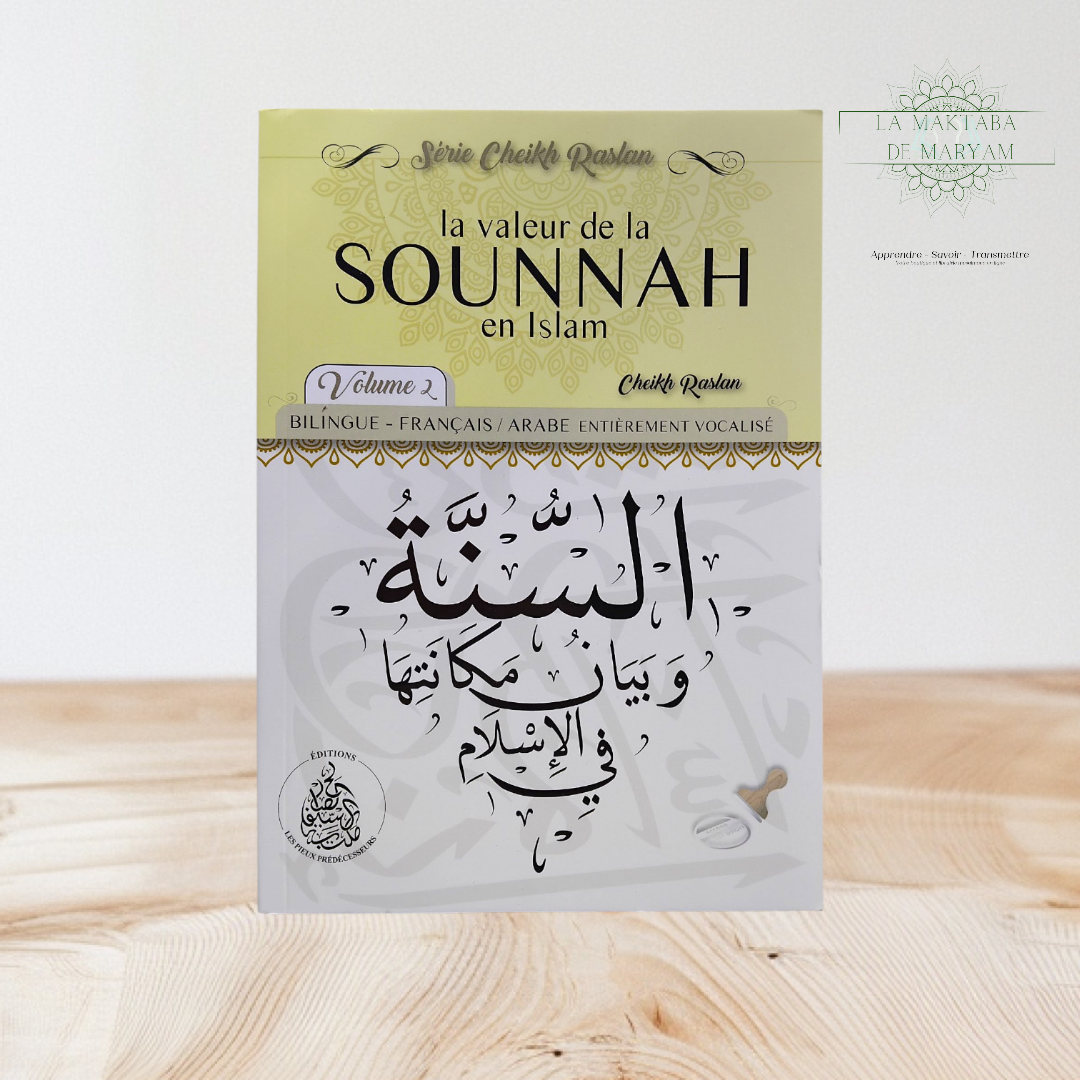 Série Cheikh Raslan
la valeur de la
SOUNNAH
en Islam
Volume 2
Cheikh Raslan
BILINGUE - FRANÇAIS / ARABE ENTIÈREMENT VOCALISÉ
السُّنَّةُ
وَبَيَانُ مَكَانَتِهَا
فِي الإِسْلَامِ
ÉDITIONS
LES PIEUX PRÉDÉCESSEURS
LA MAKTABA
DE MARYAM
Apprendre - Savoir - Transmettre